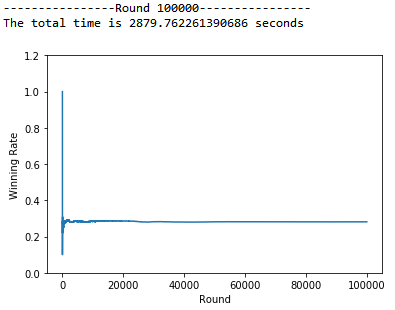 ----------------Round 100000----------------
The total time is 2879.762261390686 seconds
1.2
1.0
0.8
0.6
0.4
0.2
0.0
Winning Rate
0 20000 40000 60000 80000 100000
Round